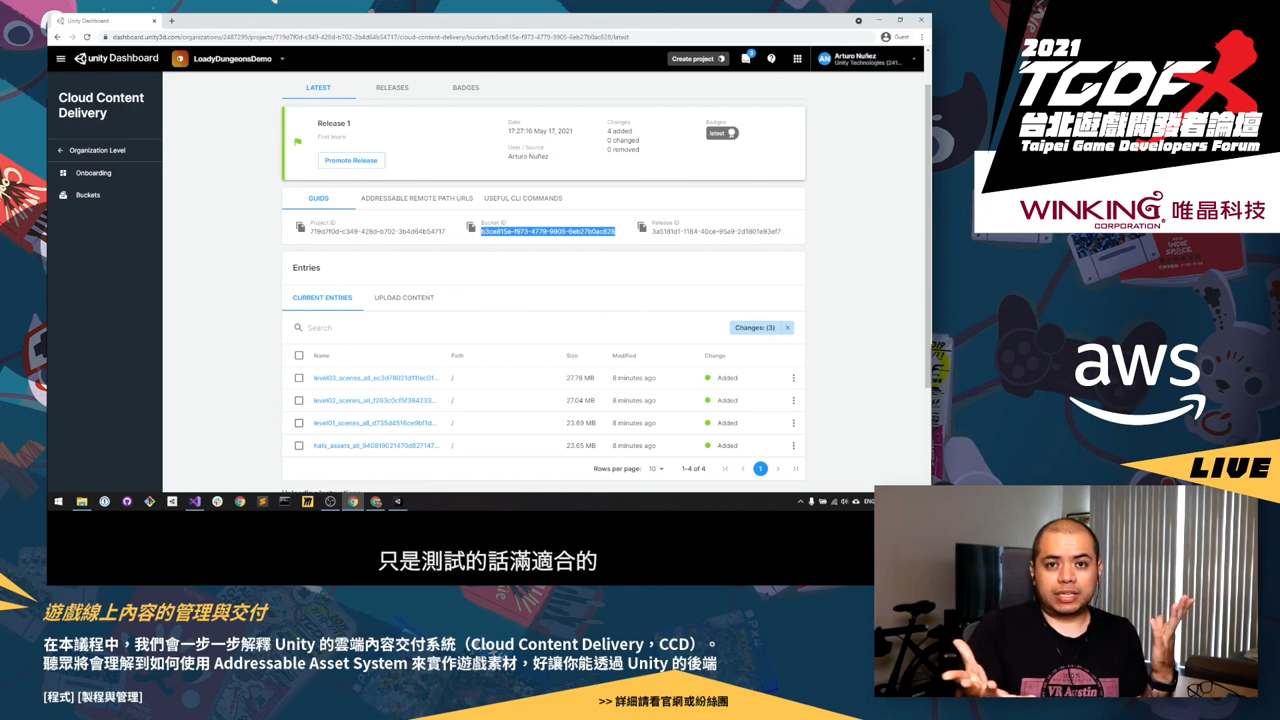 Unity Dashboard
dashboard.unity3d.com/organizations/2487299/projects/719d7f0d-c349-428d-b702-3b4d64b54717/cloud-content-delivery/buckets/b3ce815e-f973-4779-9905-6eb27b0ac828/latest
Guest
unity Dashboard
LoadyDungeonsDemo
Create project
Arturo Nuñez
Unity Technologies (241...
Cloud Content
Delivery
Organization Level
Onboarding
Buckets
LATEST
RELEASES
BADGES
Release 1
First levels
Promote Release
Date
17:27:16 May 17, 2021
User / Source
Arturo Nuñez
Changes
4 added
0 changed
0 removed
Badges
latest
GUIDS
ADDRESSABLE REMOTE PATH URLS
USEFUL CLI COMMANDS
Project ID
719d7f0d-c349-428d-b702-3b4d64b54717
Bucket ID
b3ce815e-f973-4779-9905-6eb27b0ac828
Release ID
3a5181d1-1184-40ce-95a9-2d1801e93ef7
Entries
CURRENT ENTRIES
UPLOAD CONTENT
Search
Changes: (3)
Name Path Size Modified Change
level03_scenes_all_ec3d79021d11fec01... / 27.76 MB 8 minutes ago Added
level02_scenes_all_f293c0cf5f384233... / 27.04 MB 8 minutes ago Added
level01_scenes_all_d735d4516ce9bf1d... / 23.69 MB 8 minutes ago Added
hats_assets_all_940819021470d827147... / 23.65 MB 8 minutes ago Added
Rows per page: 10 1-4 of 4 1
ENG
只是測試的話滿適合的
遊戲線上內容的管理與交付
在本議程中，我們會一步一步解釋 Unity 的雲端內容交付系統（Cloud Content Delivery，CCD）。
聽眾將會理解到如何使用 Addressable Asset System 來實作遊戲素材，好讓你能透過 Unity 的後端
[程式] [製程與管理]
>> 詳細請看官網或紛絲團
2021
TGDF X
台北遊戲開發者論壇
Taipei Game Developers Forum
WINKING 唯晶科技
CORPORATION
aws
LIVE
VR Austin